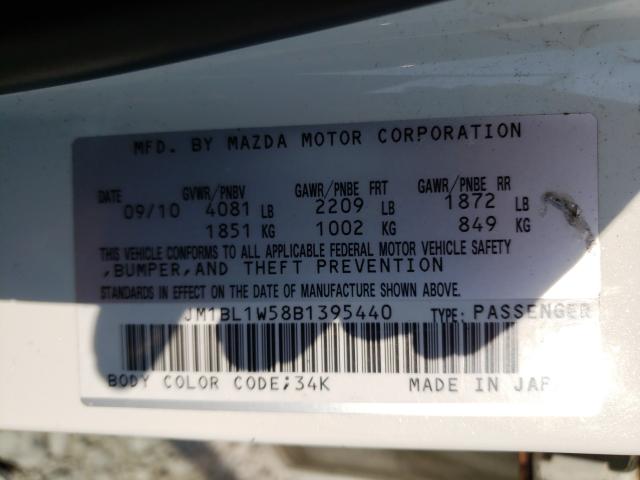 MFD. BY MAZDA MOTOR CORPORATION
DATE GVWR/PNBV GAWR/PNBE FRT GAWR/PNBE RR
09/10 4081 LB 2209 LB 1872 LB
1851 KG 1002 KG 849 KG
THIS VEHICLE CONFORMS TO ALL APPLICABLE FEDERAL MOTOR VEHICLE SAFETY
,BUMPER,AND THEFT PREVENTION
STANDARDS IN EFFECT ON THE DATE OF MANUFACTURE SHOWN ABOVE.
JM1BL1W58B1395440 TYPE: PASSENGER
BODY COLOR CODE;34K MADE IN JAP